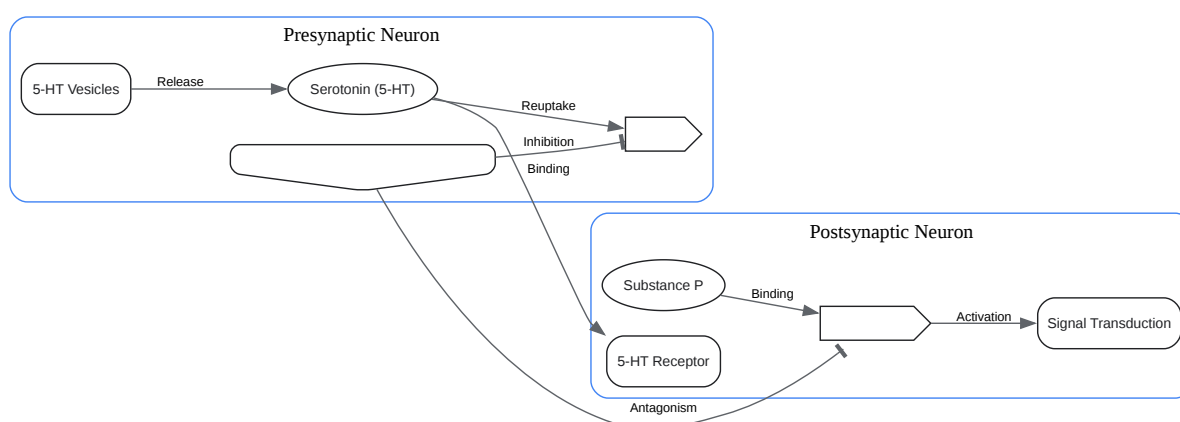 Presynaptic Neuron
5-HT Vesicles
Release
Serotonin (5-HT)
Reuptake
Inhibition
Binding
Postsynaptic Neuron
Substance P
Binding
Activation
Signal Transduction
5-HT Receptor
Antagonism